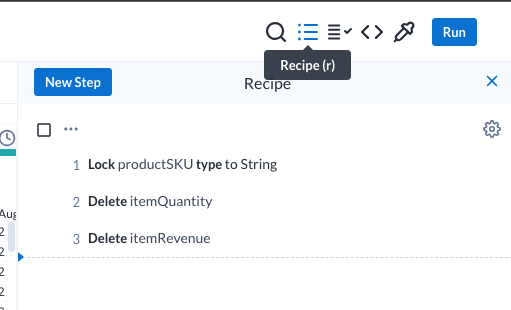 Run
Recipe (r)
New Step
Recipe
1 Lock productSKU type to String
2 Delete itemQuantity
3 Delete itemRevenue
Aug
2
2
2
2